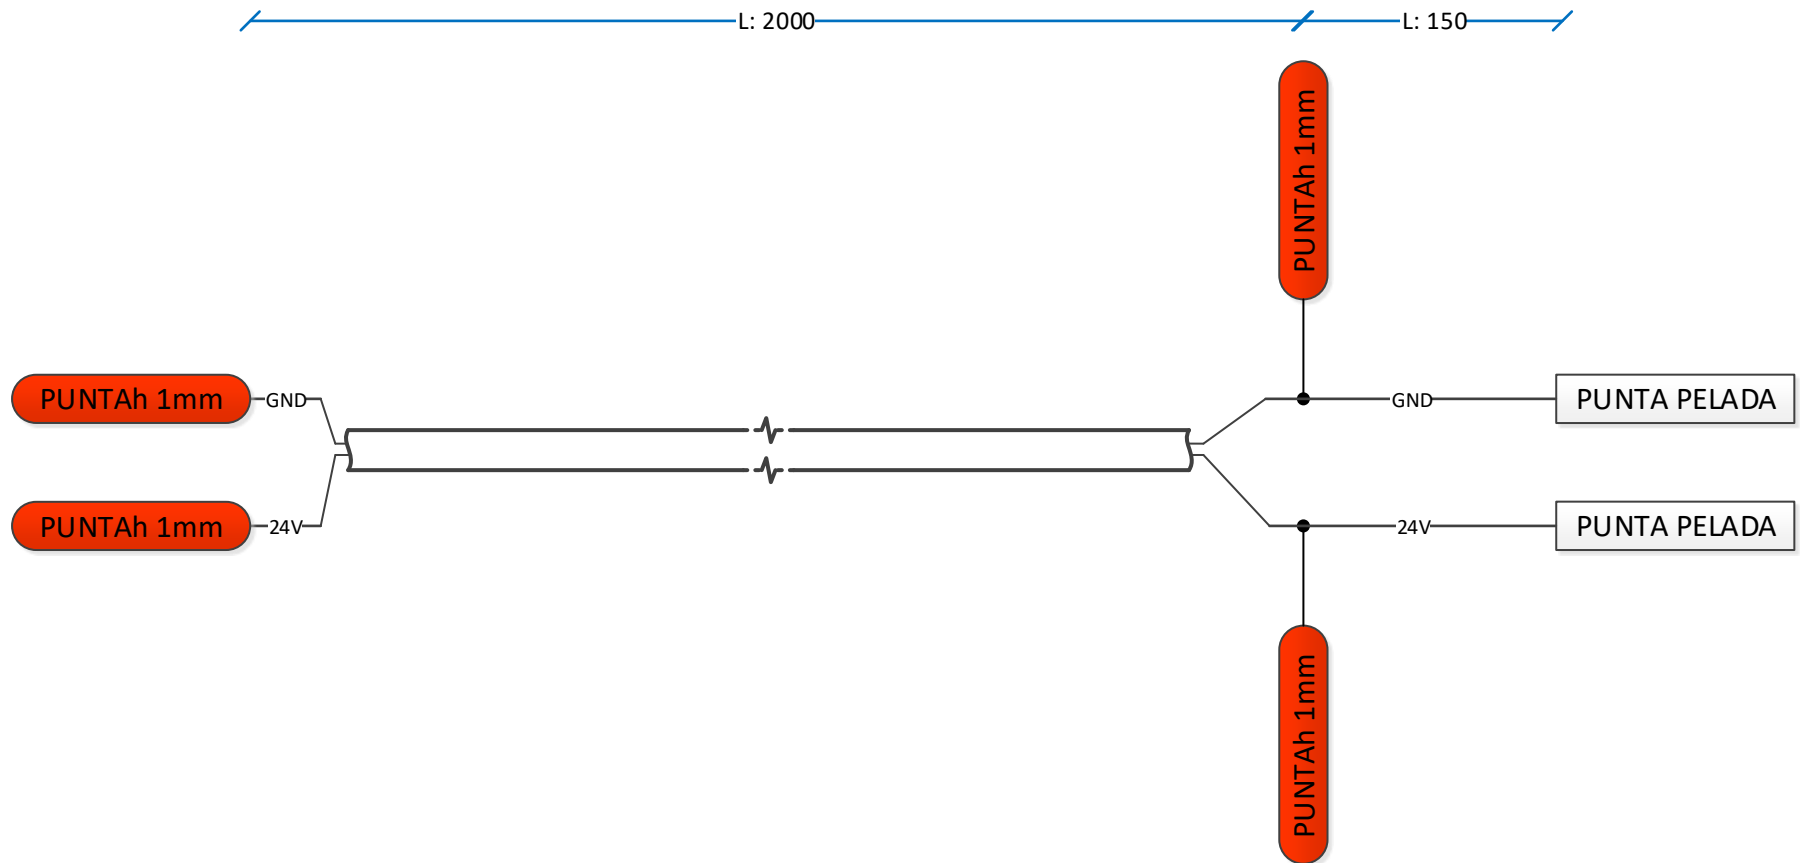 L: 2000
L: 150
PUNTAh 1mm
PUNTAh 1mm
GND
GND
PUNTA PELADA
PUNTAh 1mm
24V
24V
PUNTA PELADA
PUNTAh 1mm